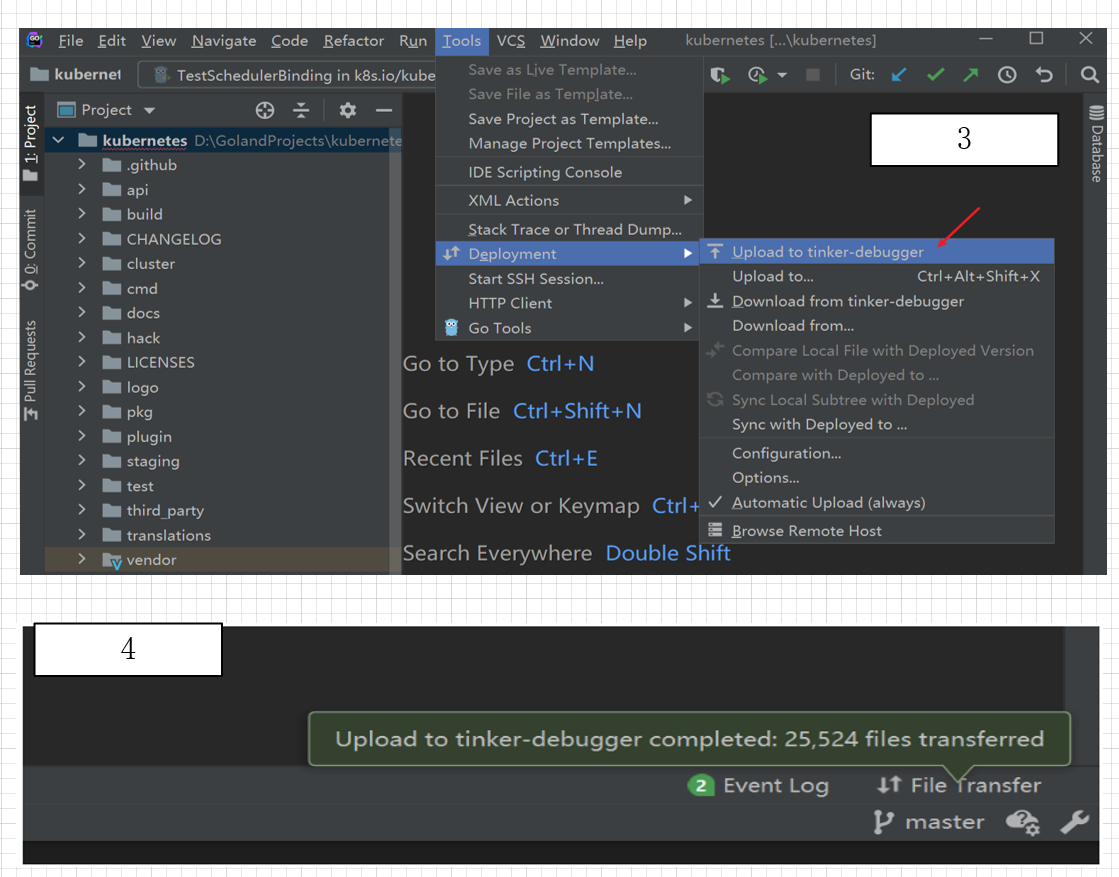 File Edit View Navigate Code Refactor Run Tools VCS Window Help kubernetes [...\kubernetes]
kubernet TestSchedulerBinding in k8s.io/kube Git:
3
1: Project
0: Commit
Pull Requests
Project
kubernetes D:\GolandProjects\kubernete
.github
api
build
CHANGELOG
cluster
cmd
docs
hack
LICENSES
logo
pkg
plugin
staging
test
third_party
translations
vendor
Save as Live Template...
Save File as Template...
Save Project as Template...
Manage Project Templates...
IDE Scripting Console
XML Actions
Stack Trace or Thread Dump...
Deployment
Start SSH Session...
HTTP Client
Go Tools
Upload to tinker-debugger
Upload to... Ctrl+Alt+Shift+X
Download from tinker-debugger
Download from...
Compare Local File with Deployed Version
Compare with Deployed to ...
Sync Local Subtree with Deployed
Sync with Deployed to ...
Configuration...
Options...
Automatic Upload (always)
Browse Remote Host
Go to Type Ctrl+N
Go to File Ctrl+Shift+N
Recent Files Ctrl+E
Switch View or Keymap Ctrl+
Search Everywhere Double Shift
Database
4
Upload to tinker-debugger completed: 25,524 files transferred
2 Event Log File Transfer
master